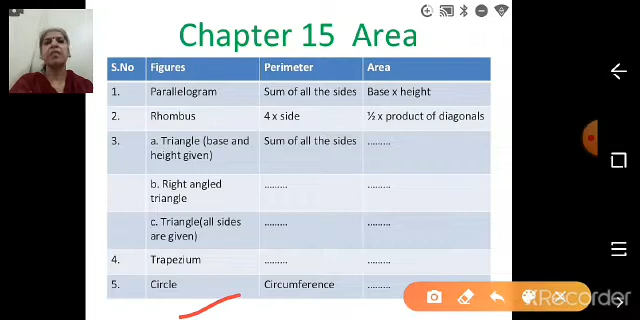 Chapter 15 Area
S.No Figures Perimeter Area
1. Parallelogram Sum of all the sides Base x height
2. Rhombus 4 x side ½ x product of diagonals
3. a. Triangle (base and height given) Sum of all the sides .........
b. Right angled triangle ......... .........
c. Triangle(all sides are given) ......... .........
4. Trapezium ......... .........
5. Circle Circumference .........
Recorder